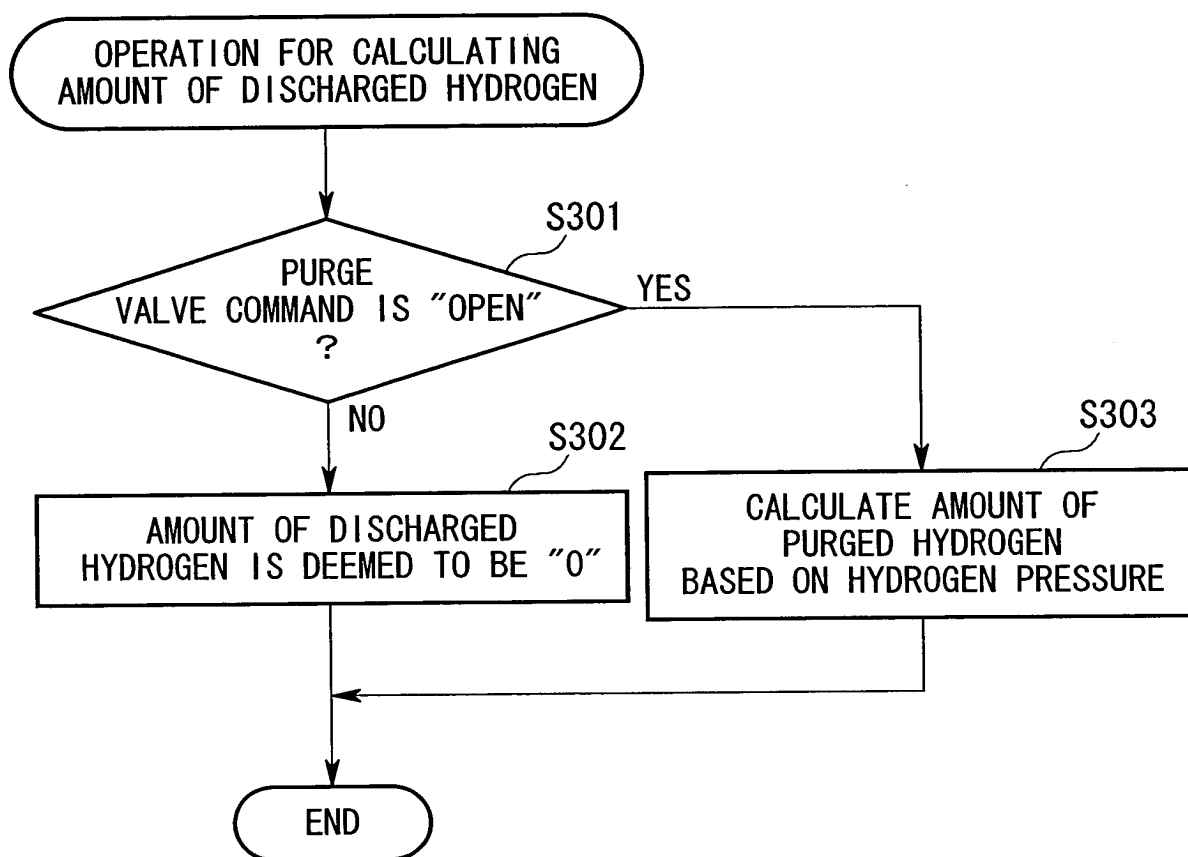 OPERATION FOR CALCULATING
AMOUNT OF DISCHARGED HYDROGEN
S301
PURGE
VALVE COMMAND IS "OPEN"
?
YES
NO
S302
AMOUNT OF DISCHARGED
HYDROGEN IS DEEMED TO BE "0"
S303
CALCULATE AMOUNT OF
PURGED HYDROGEN
BASED ON HYDROGEN PRESSURE
END